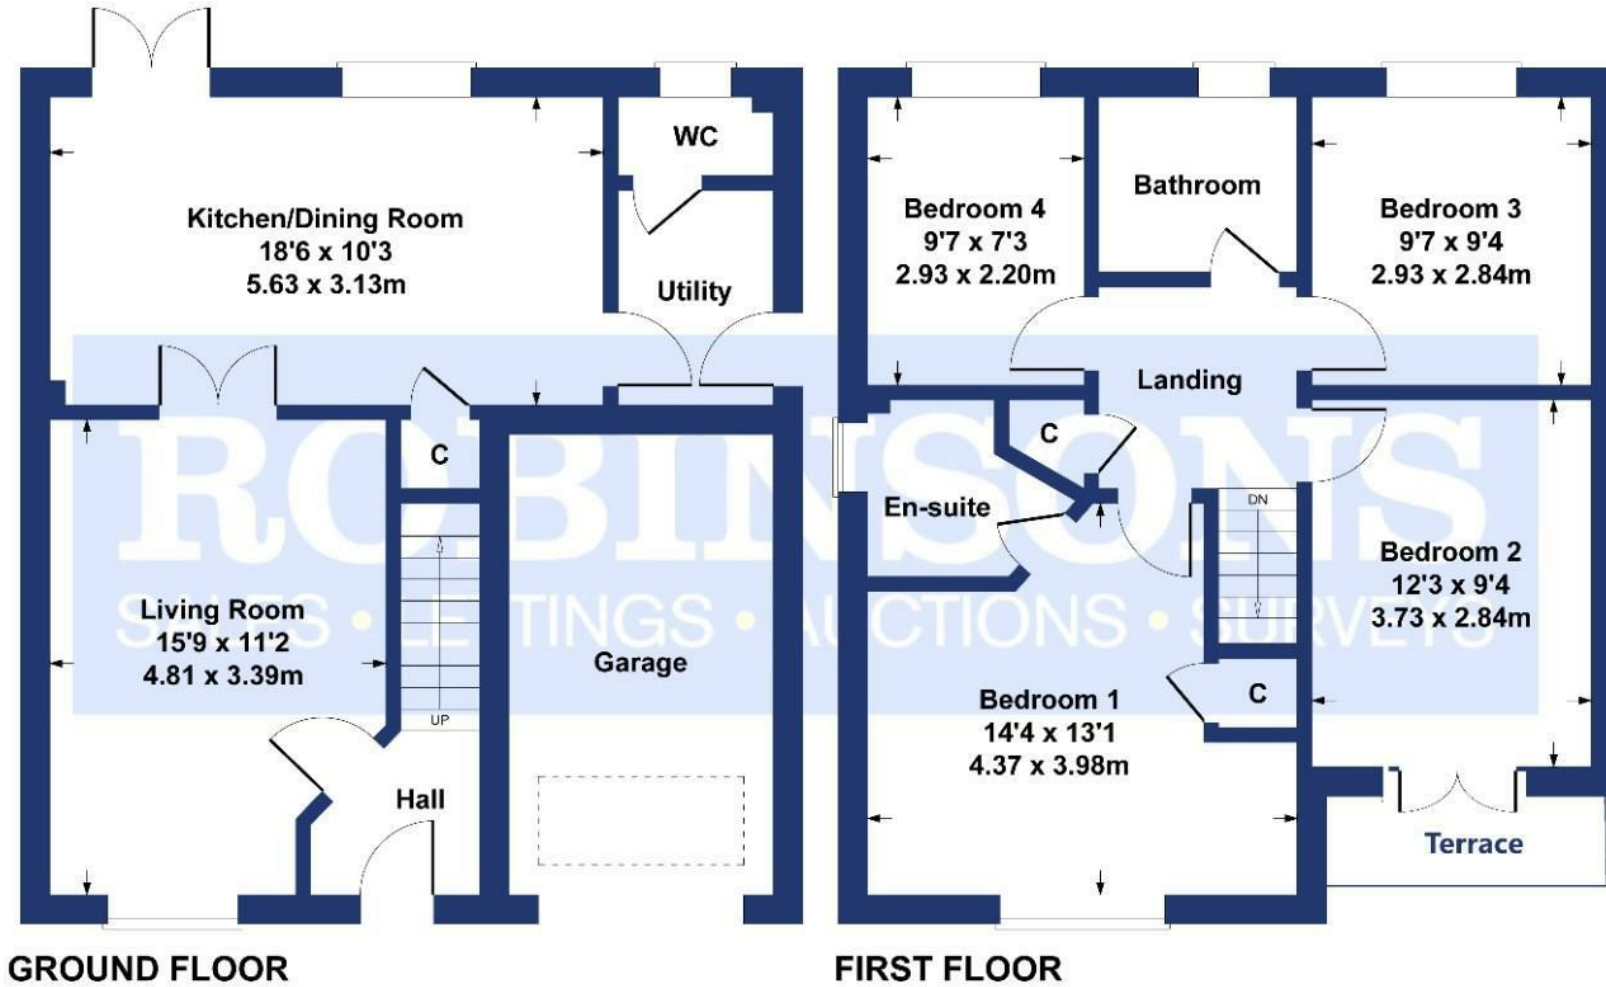 WC
Kitchen/Dining Room
18'6 x 10'3
5.63 x 3.13m
Utility
C
Living Room
15'9 x 11'2
4.81 x 3.39m
UP
Garage
Hall
GROUND FLOOR
Bedroom 4
9'7 x 7'3
2.93 x 2.20m
Bathroom
Bedroom 3
9'7 x 9'4
2.93 x 2.84m
Landing
C
En-suite
DN
Bedroom 2
12'3 x 9'4
3.73 x 2.84m
Bedroom 1
14'4 x 13'1
4.37 x 3.98m
C
Terrace
FIRST FLOOR
ROBINSONS
SALES • LETTINGS • AUCTIONS • SURVEYS